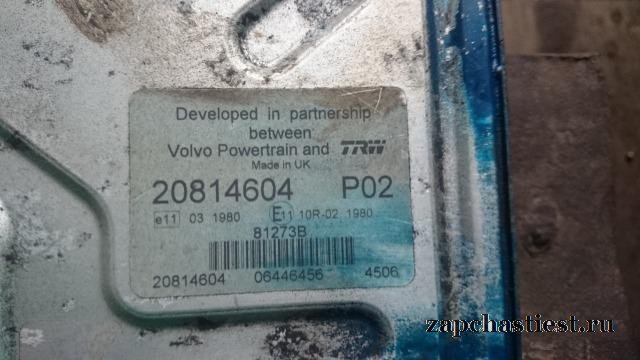 Developed in partnership
between
Volvo Powertrain and TRW
Made in UK
20814604 P02
e11 03 1980 E11 10R-02 1980
81273B
20814604 06446456 4506
zapchastiest.ru